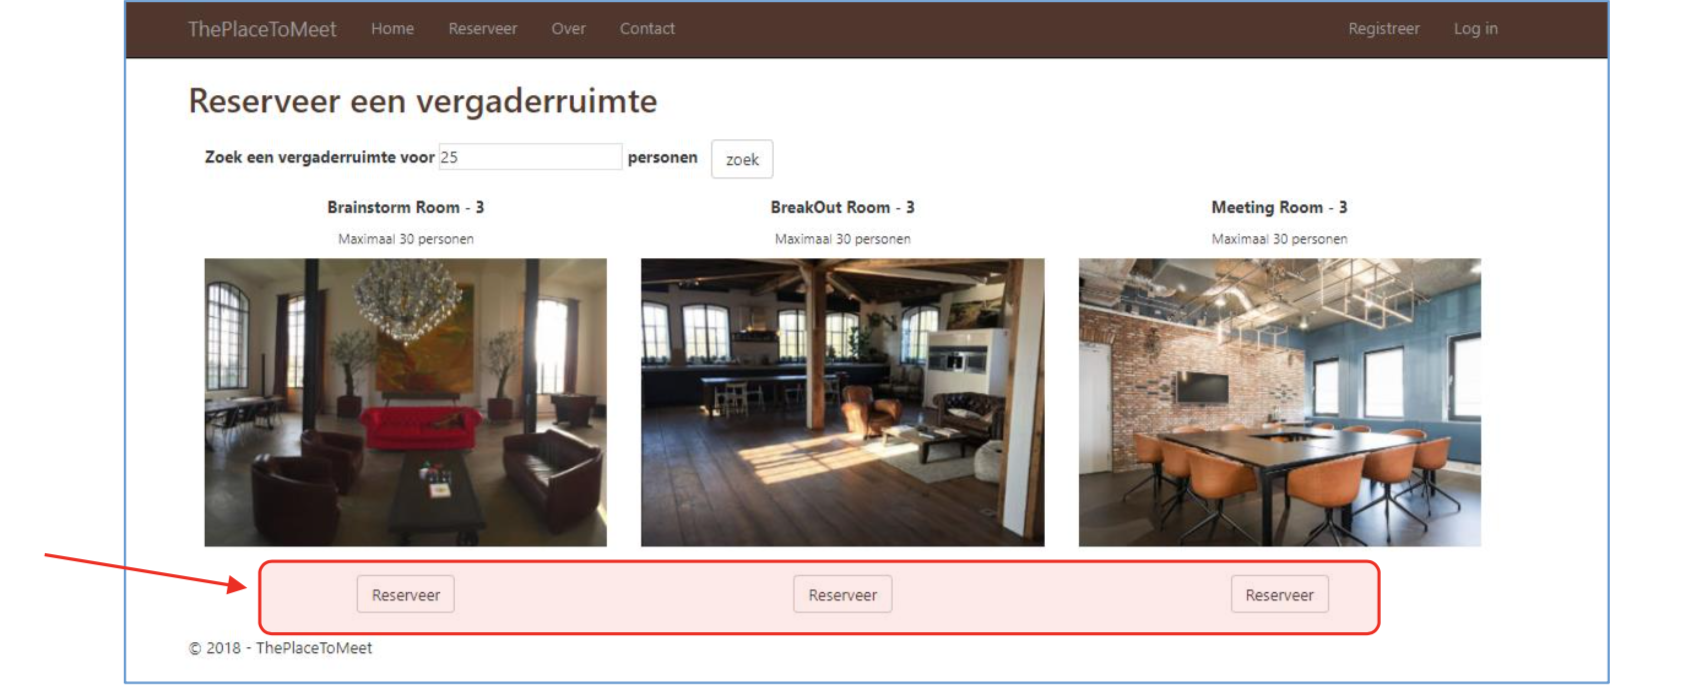 ThePlaceToMeet Home Reserveer Over Contact Registreer Log in
Reserveer een vergaderruimte
Zoek een vergaderruimte voor 25 personen zoek
Brainstorm Room - 3 BreakOut Room - 3 Meeting Room - 3
Maximaal 30 personen Maximaal 30 personen Maximaal 30 personen
Reserveer Reserveer Reserveer
© 2018 - ThePlaceToMeet